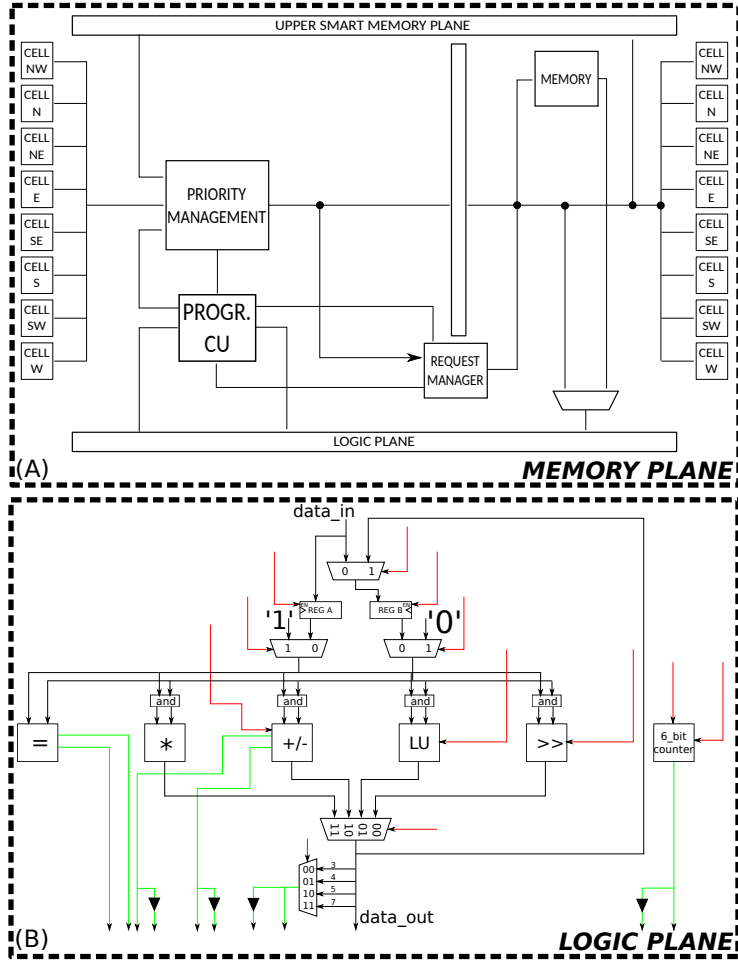 UPPER SMART MEMORY PLANE
CELL
NW
CELL
N
CELL
NE
CELL
E
CELL
SE
CELL
S
CELL
SW
CELL
W
PRIORITY
MANAGEMENT
PROGR.
CU
REQUEST
MANAGER
MEMORY
CELL
NW
CELL
N
CELL
NE
CELL
E
CELL
SE
CELL
S
CELL
SW
CELL
W
LOGIC PLANE
(A)
MEMORY PLANE
data_in
0 1
EN
REG A
REG B
EN
'1'
'0'
1 0
0 1
and
and
and
and
=
*
+/-
LU
>>
6_bit
counter
11 10 01 00
00
01
10
11
3
4
5
7
data_out
(B)
LOGIC PLANE